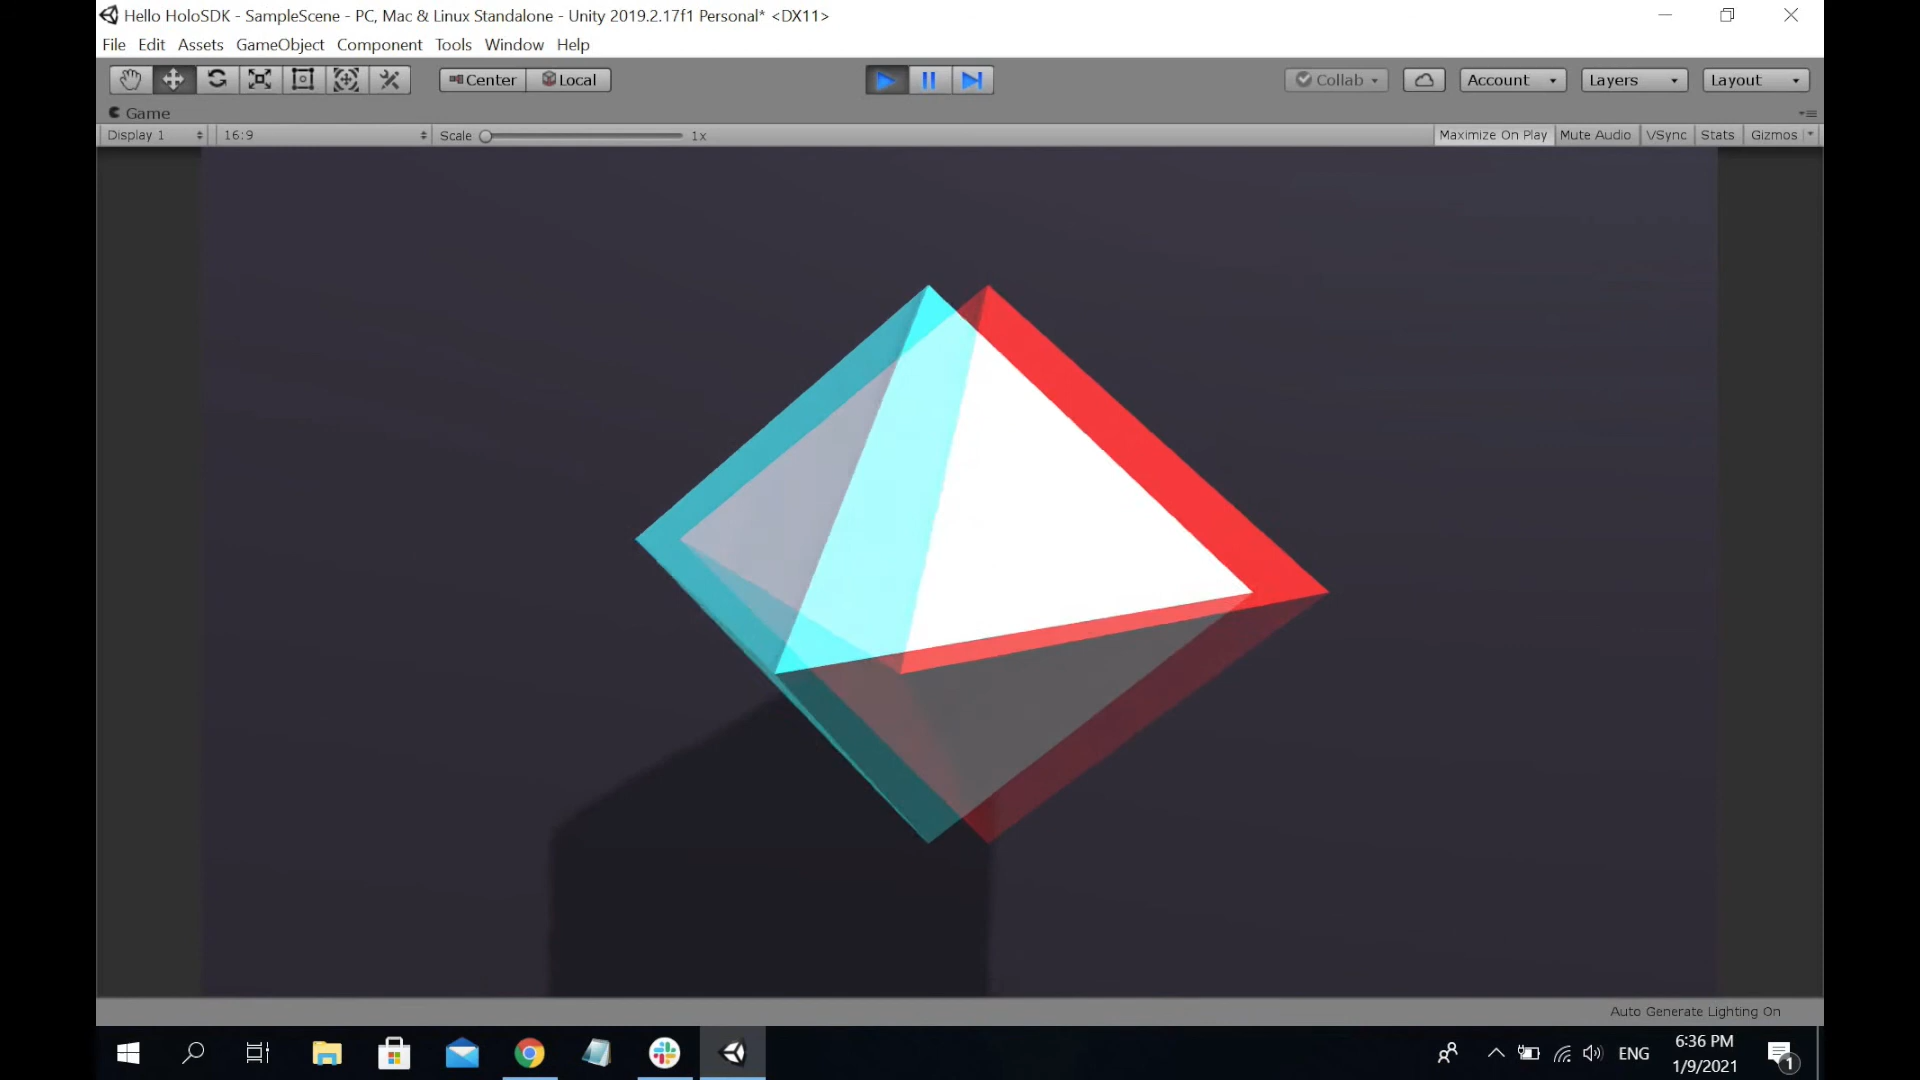 Hello HoloSDK - SampleScene - PC, Mac & Linux Standalone - Unity 2019.2.17f1 Personal* <DX11>
File Edit Assets GameObject Component Tools Window Help
Center Local Collab Account Layers Layout
Game
Display 1 16:9 Scale 1x Maximize On Play Mute Audio VSync Stats Gizmos
Auto Generate Lighting On
ENG 6:36 PM
1/9/2021 1